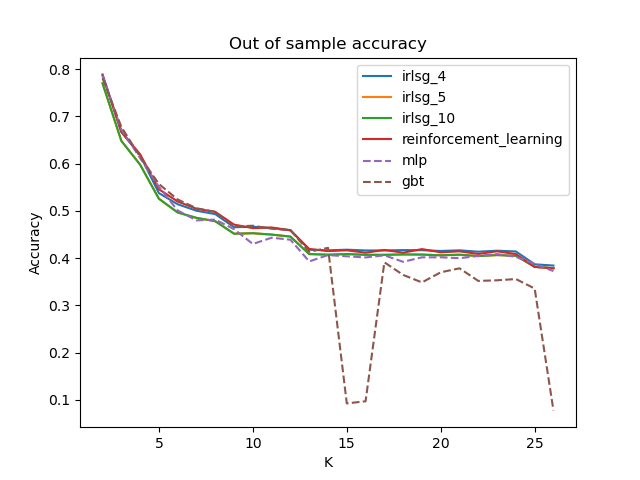 Out of sample accuracy
irlsg_4
irlsg_5
irlsg_10
reinforcement_learning
mlp
gbt
Accuracy
0.8
0.7
0.6
0.5
0.4
0.3
0.2
0.1
5 10 15 20 25
K